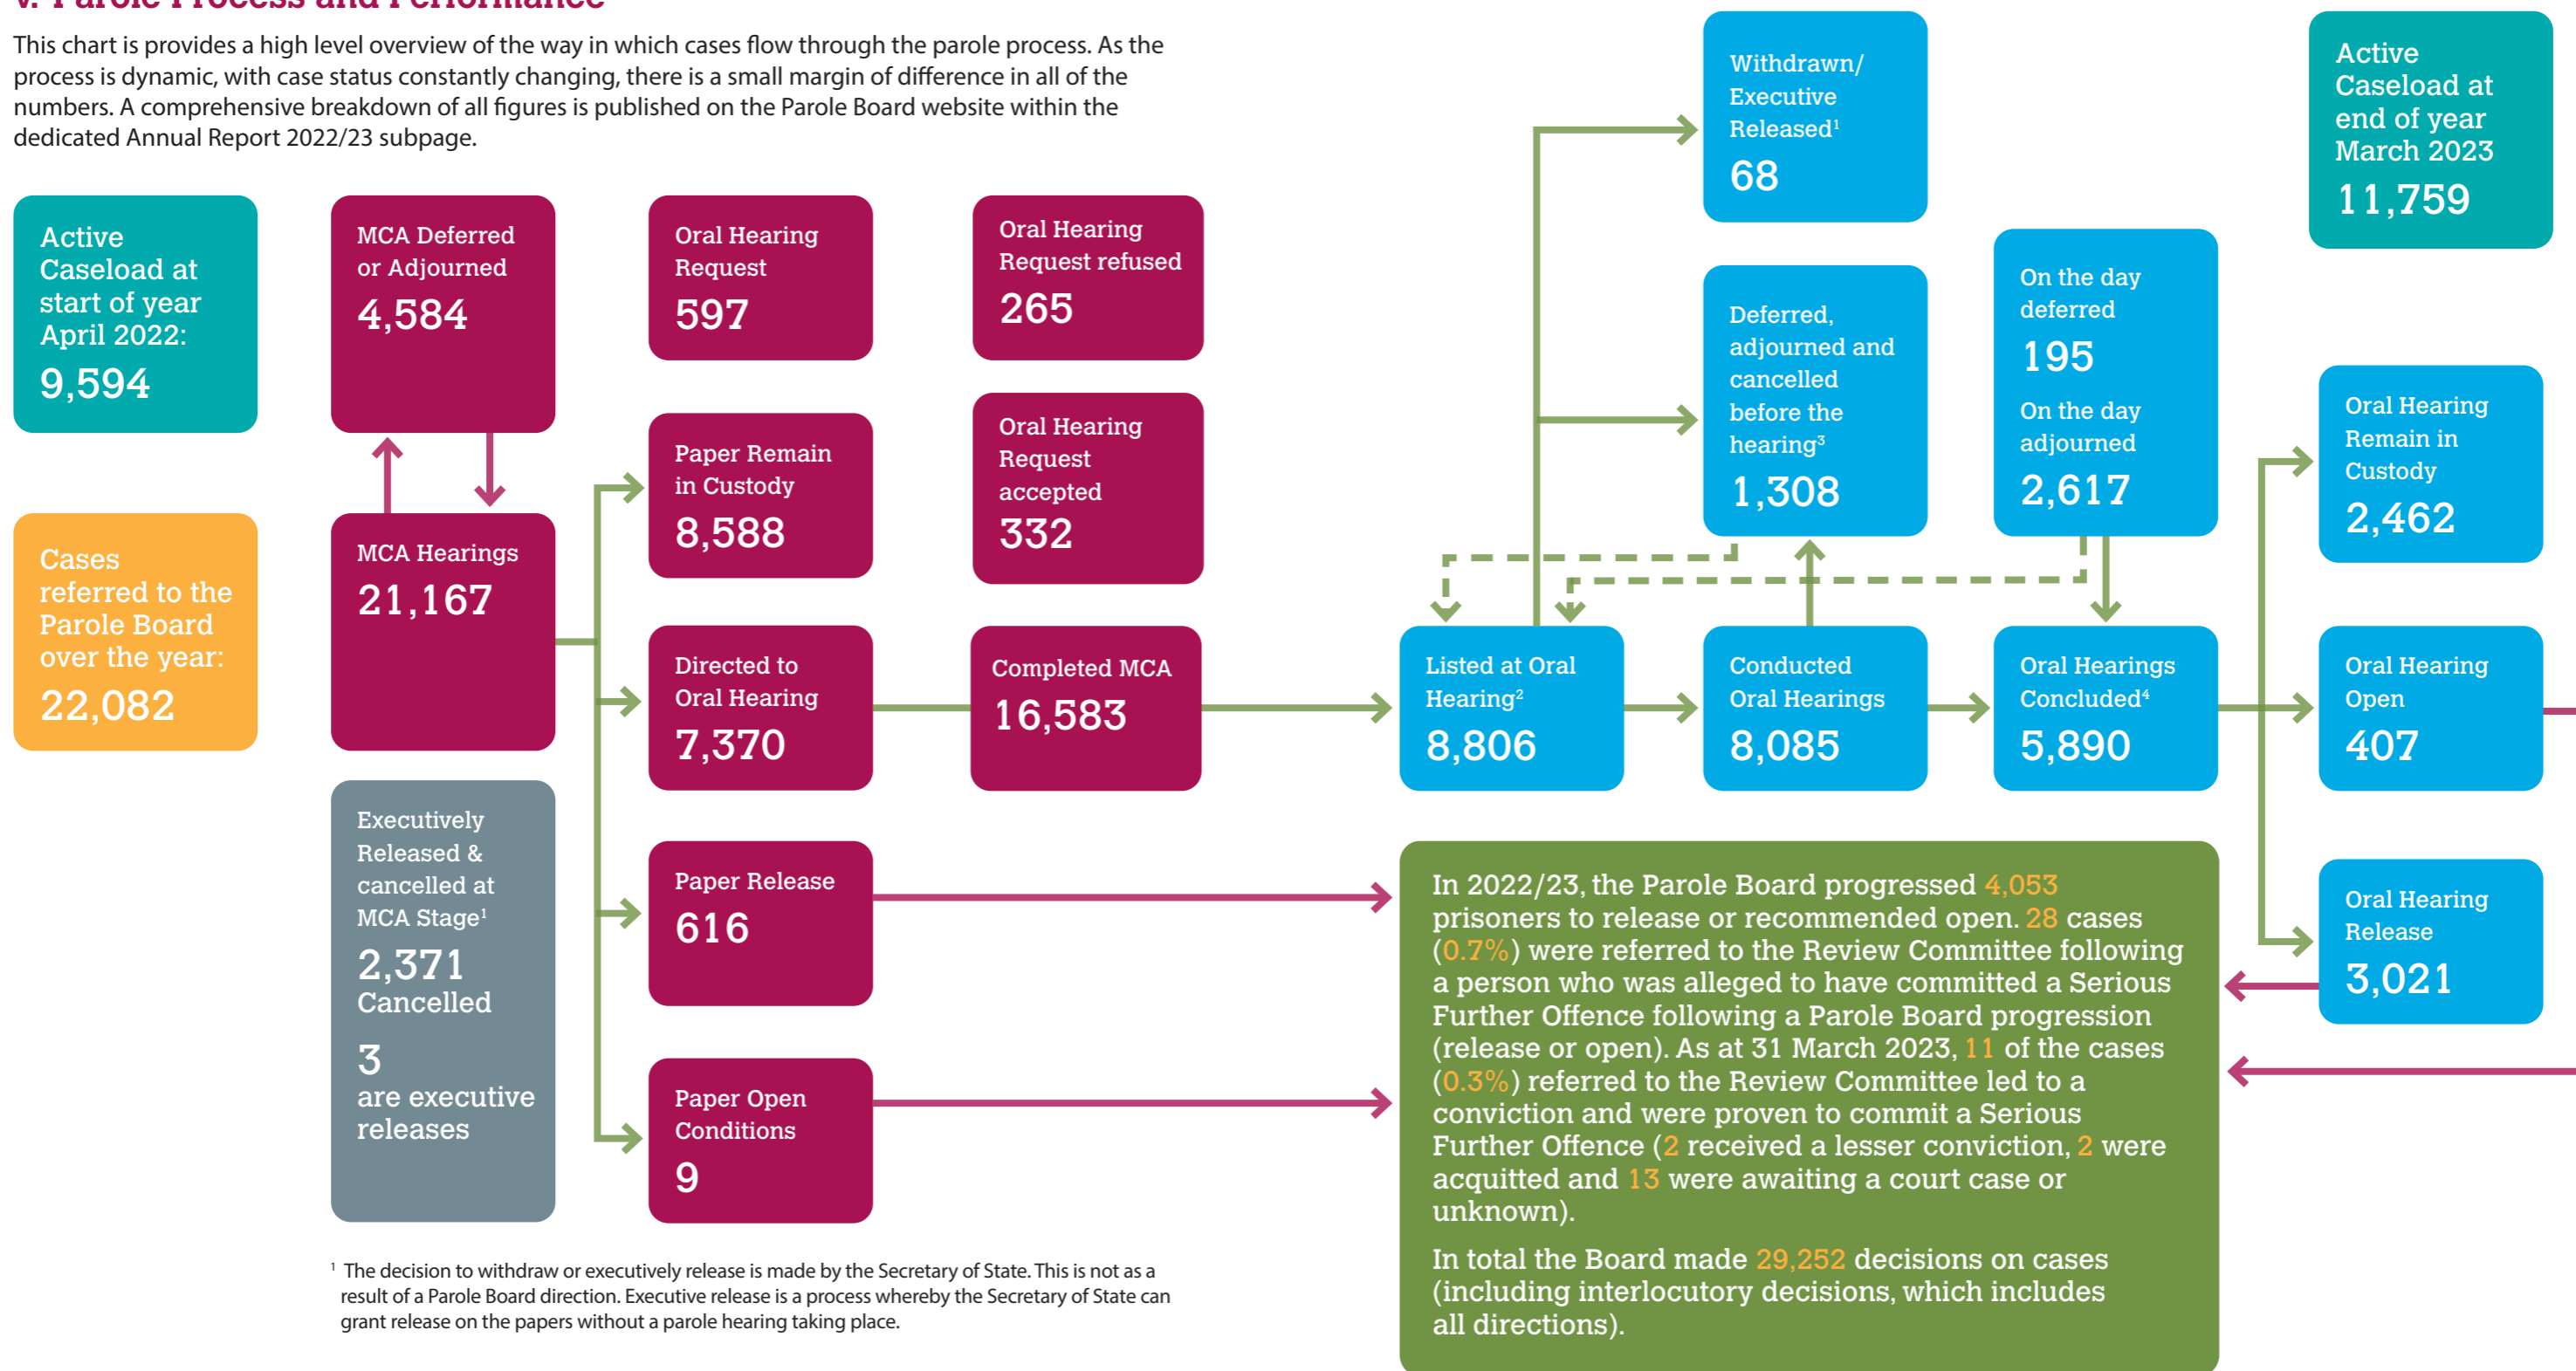 v. Parole Process and Performance
This chart is provides a high level overview of the way in which cases flow through the parole process. As the
process is dynamic, with case status constantly changing, there is a small margin of difference in all of the
numbers. A comprehensive breakdown of all figures is published on the Parole Board website within the
dedicated Annual Report 2022/23 subpage.
Active
Caseload at
start of year
April 2022:
9,594
Cases
referred to the
Parole Board
over the year:
22,082
MCA Deferred
or Adjourned
4,584
MCA Hearings
21,167
Executively
Released &
cancelled at
MCA Stage¹
2,371
Cancelled
3
are executive
releases
Oral Hearing
Request
597
Paper Remain
in Custody
8,588
Directed to
Oral Hearing
7,370
Paper Release
616
Paper Open
Conditions
9
Oral Hearing
Request refused
265
Oral Hearing
Request
accepted
332
Completed MCA
16,583
Listed at Oral
Hearing²
8,806
Withdrawn/
Executive
Released¹
68
Deferred,
adjourned and
cancelled
before the
hearing³
1,308
Conducted
Oral Hearings
8,085
On the day
deferred
195
On the day
adjourned
2,617
Oral Hearings
Concluded⁴
5,890
Active
Caseload at
end of year
March 2023
11,759
Oral Hearing
Remain in
Custody
2,462
Oral Hearing
Open
407
Oral Hearing
Release
3,021
In 2022/23, the Parole Board progressed 4,053
prisoners to release or recommended open. 28 cases
(0.7%) were referred to the Review Committee following
a person who was alleged to have committed a Serious
Further Offence following a Parole Board progression
(release or open). As at 31 March 2023, 11 of the cases
(0.3%) referred to the Review Committee led to a
conviction and were proven to commit a Serious
Further Offence (2 received a lesser conviction, 2 were
acquitted and 13 were awaiting a court case or
unknown).
In total the Board made 29,252 decisions on cases
(including interlocutory decisions, which includes
all directions).
¹ The decision to withdraw or executively release is made by the Secretary of State. This is not as a
result of a Parole Board direction. Executive release is a process whereby the Secretary of State can
grant release on the papers without a parole hearing taking place.